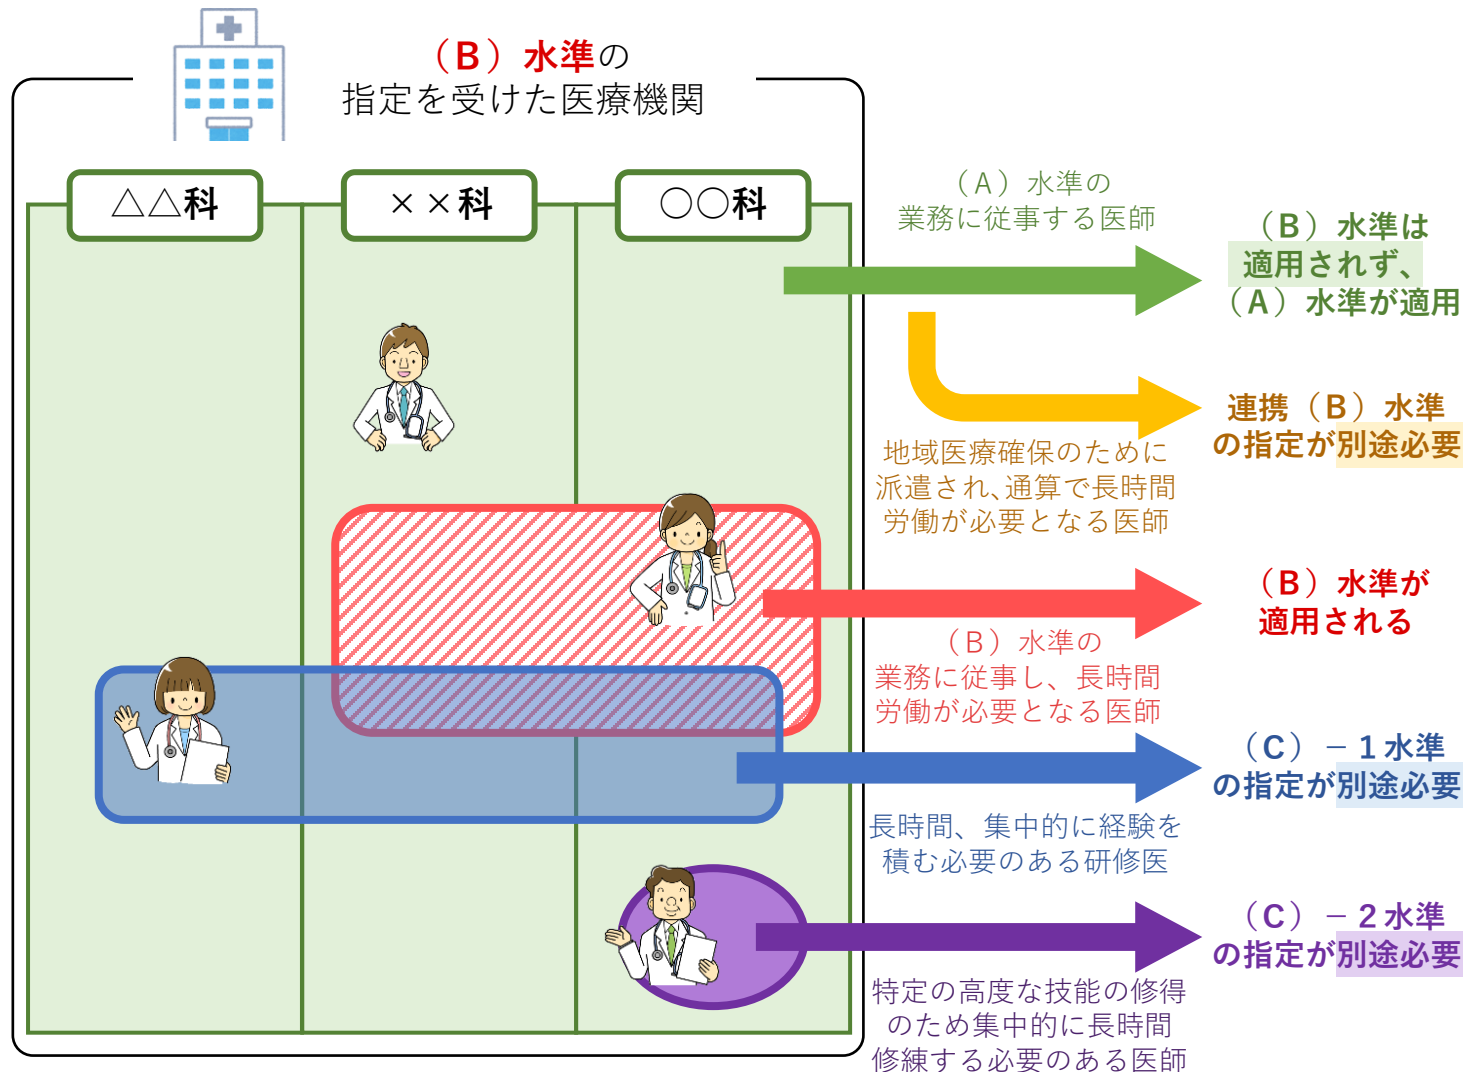 （Ｂ）水準の
指定を受けた医療機関
△△科
××科
○○科
（Ａ）水準の
業務に従事する医師
（Ｂ）水準は
適用されず、
（Ａ）水準が適用
連携（Ｂ）水準
の指定が別途必要
地域医療確保のために
派遣され、通算で長時間
労働が必要となる医師
（Ｂ）水準が
適用される
（Ｂ）水準の
業務に従事し、長時間
労働が必要となる医師
（Ｃ）－１水準
の指定が別途必要
長時間、集中的に経験を
積む必要のある研修医
（Ｃ）－２水準
の指定が別途必要
特定の高度な技能の修得
のため集中的に長時間
修練する必要のある医師